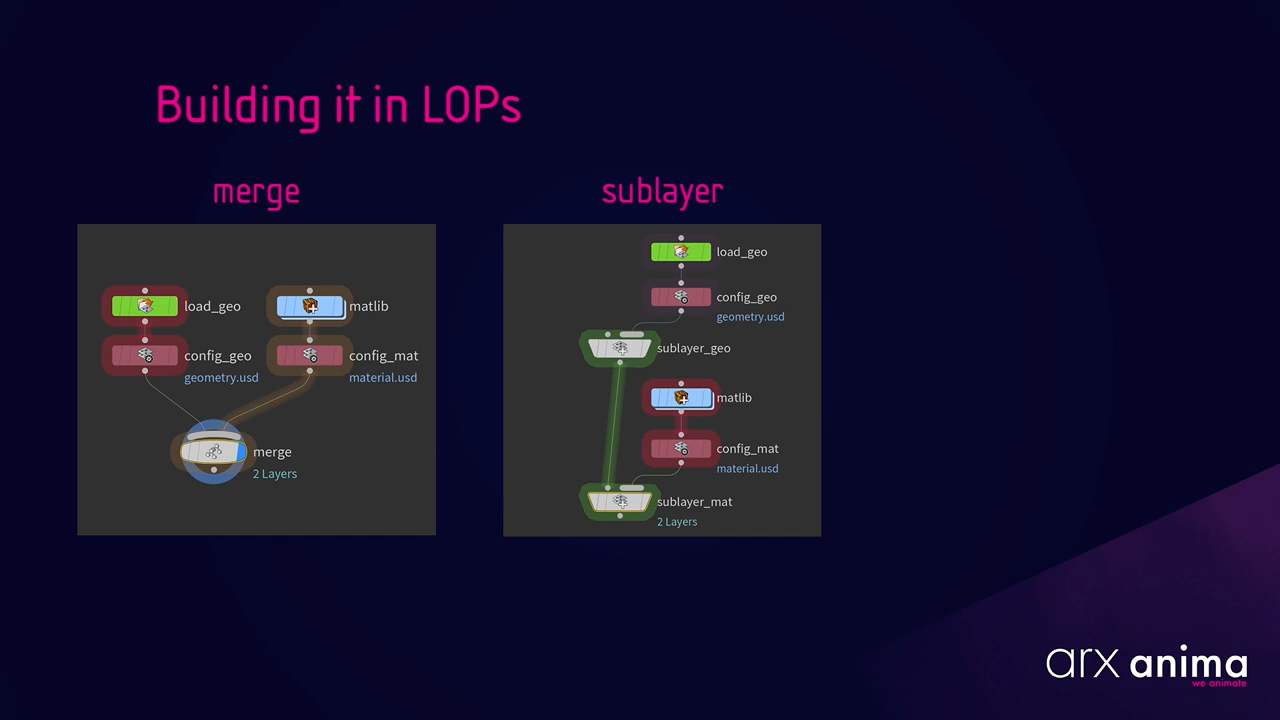 Building it in LOPs
merge
load_geo
matlib
config_geo
geometry.usd
config_mat
material.usd
merge
2 Layers
sublayer
load_geo
config_geo
geometry.usd
sublayer_geo
matlib
config_mat
material.usd
sublayer_mat
2 Layers
arx anima
we animate